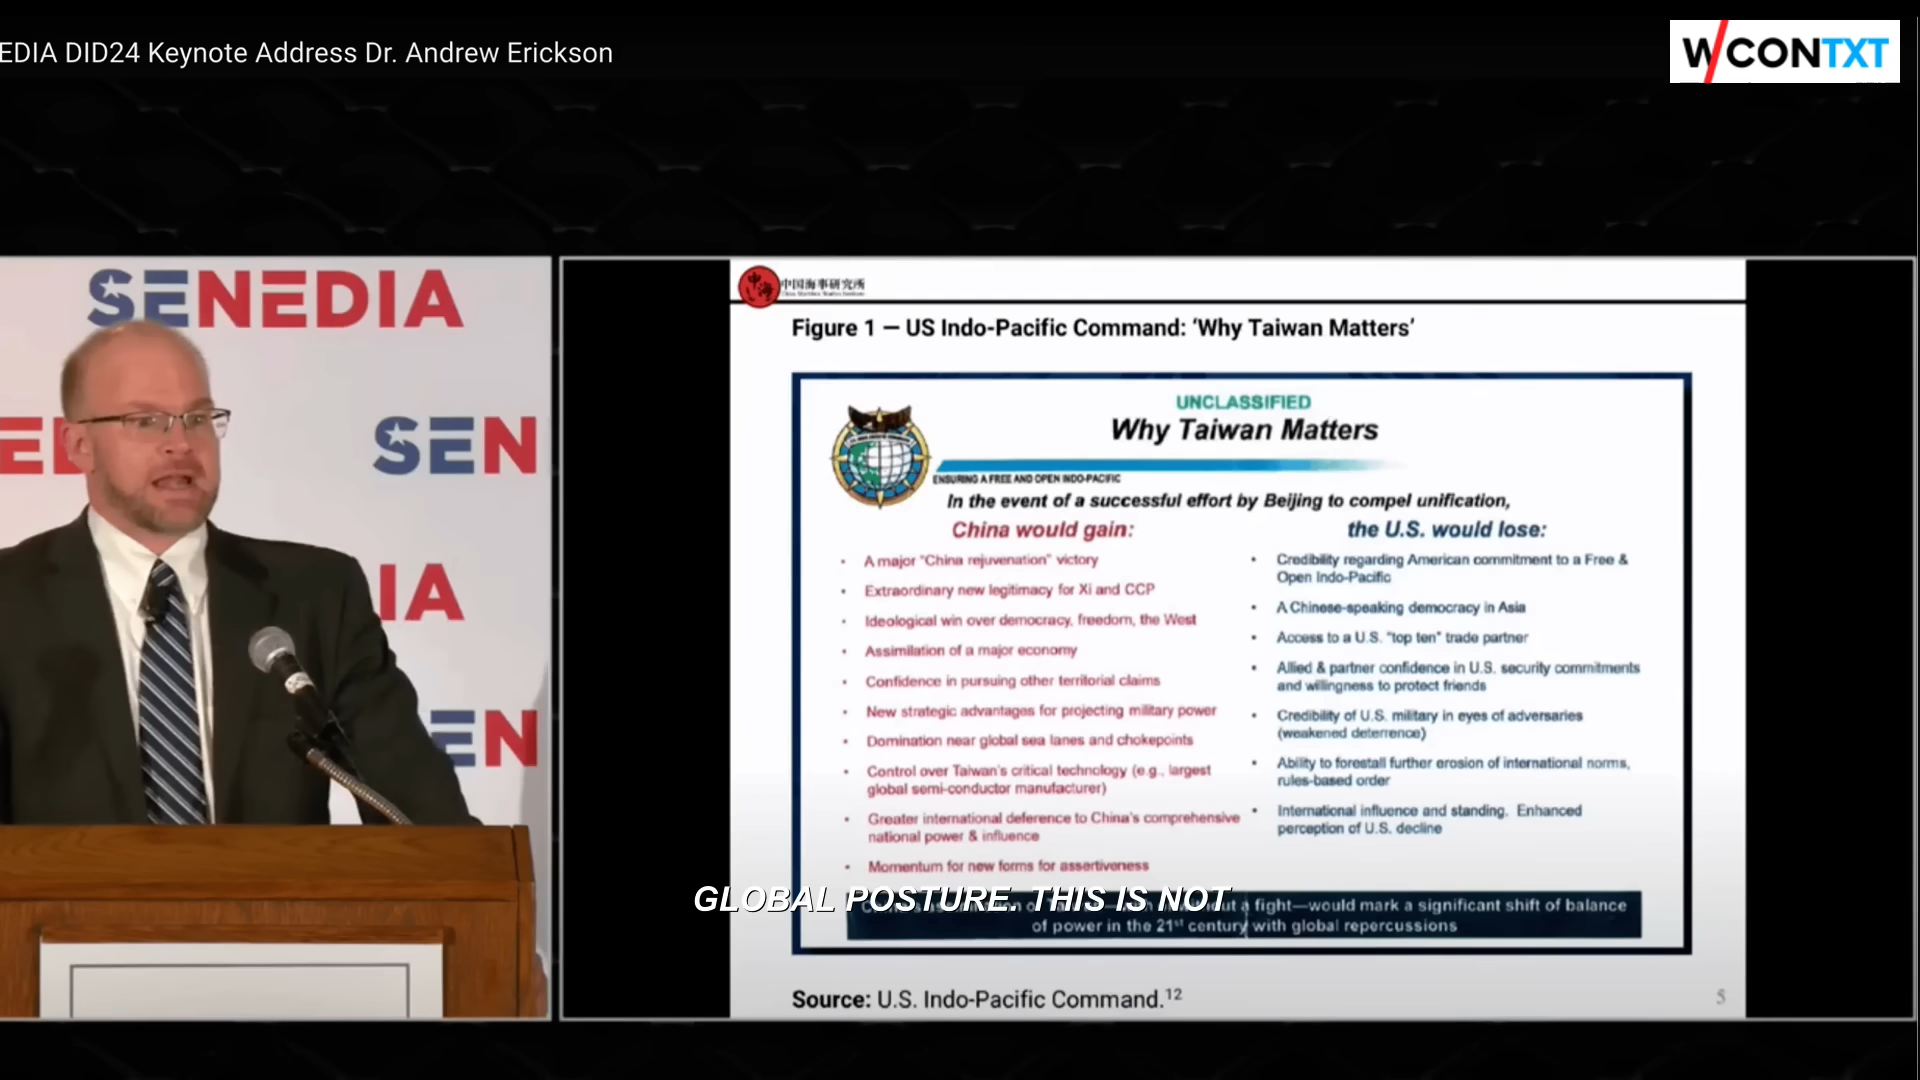 EDIA DID24 Keynote Address Dr. Andrew Erickson
W/CONTXT
SENEDIA
SEN
IA
EN
中国海事研究所
China Maritime Studies Institute
Figure 1 — US Indo-Pacific Command: ‘Why Taiwan Matters’
UNCLASSIFIED
Why Taiwan Matters
ENSURING A FREE AND OPEN INDO-PACIFIC
In the event of a successful effort by Beijing to compel unification,
China would gain:
• A major "China rejuvenation" victory
• Extraordinary new legitimacy for Xi and CCP
• Ideological win over democracy, freedom, the West
• Assimilation of a major economy
• Confidence in pursuing other territorial claims
• New strategic advantages for projecting military power
• Domination near global sea lanes and chokepoints
• Control over Taiwan's critical technology (e.g., largest
global semi-conductor manufacturer)
• Greater international deference to China's comprehensive
national power & influence
• Momentum for new forms for assertiveness
the U.S. would lose:
• Credibility regarding American commitment to a Free &
Open Indo-Pacific
• A Chinese-speaking democracy in Asia
• Access to a U.S. "top ten" trade partner
• Allied & partner confidence in U.S. security commitments
and willingness to protect friends
• Credibility of U.S. military in eyes of adversaries
(weakened deterrence)
• Ability to forestall further erosion of international norms,
rules-based order
• International influence and standing. Enhanced
perception of U.S. decline
GLOBAL POSTURE. THIS IS NOT
a fight—would mark a significant shift of balance
of power in the 21st century with global repercussions
Source: U.S. Indo-Pacific Command.12
5